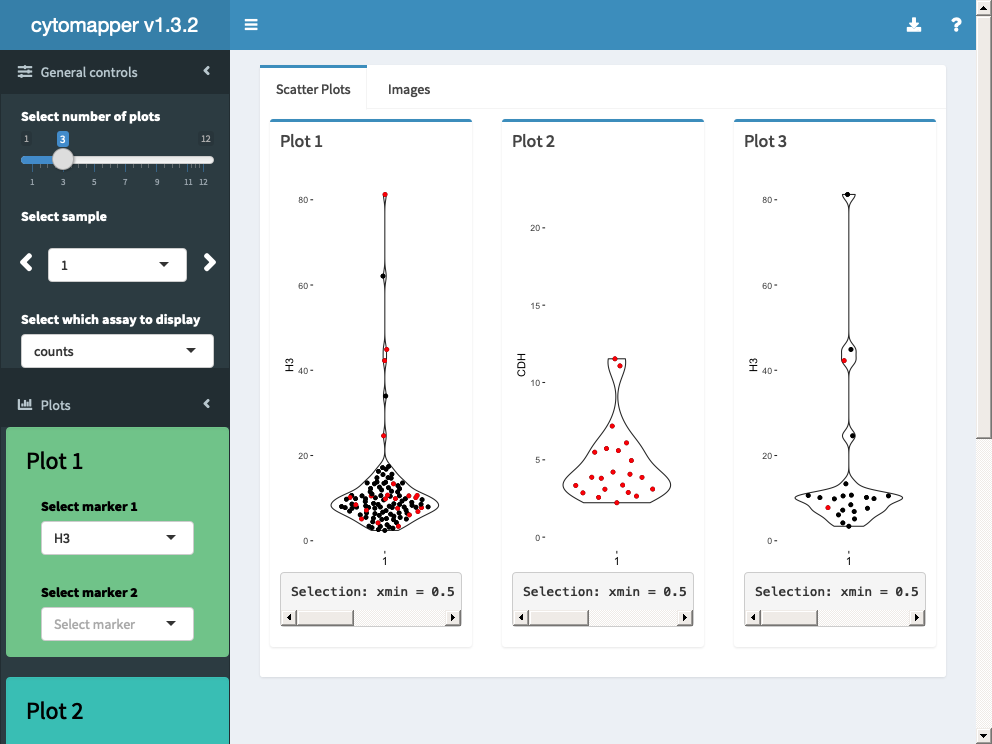 cytomapper v1.3.2
?
General controls
Select number of plots
1 3 12
1 3 5 7 9 11 12
Select sample
1
Select which assay to display
counts
Plots
Plot 1
Select marker 1
H3
Select marker 2
Select marker
Plot 2
Scatter Plots Images
Plot 1
80
60
40
20
0
H3
1
Selection: xmin = 0.5
Plot 2
20
15
10
5
0
CDH
1
Selection: xmin = 0.5
Plot 3
80
60
40
20
0
H3
1
Selection: xmin = 0.5